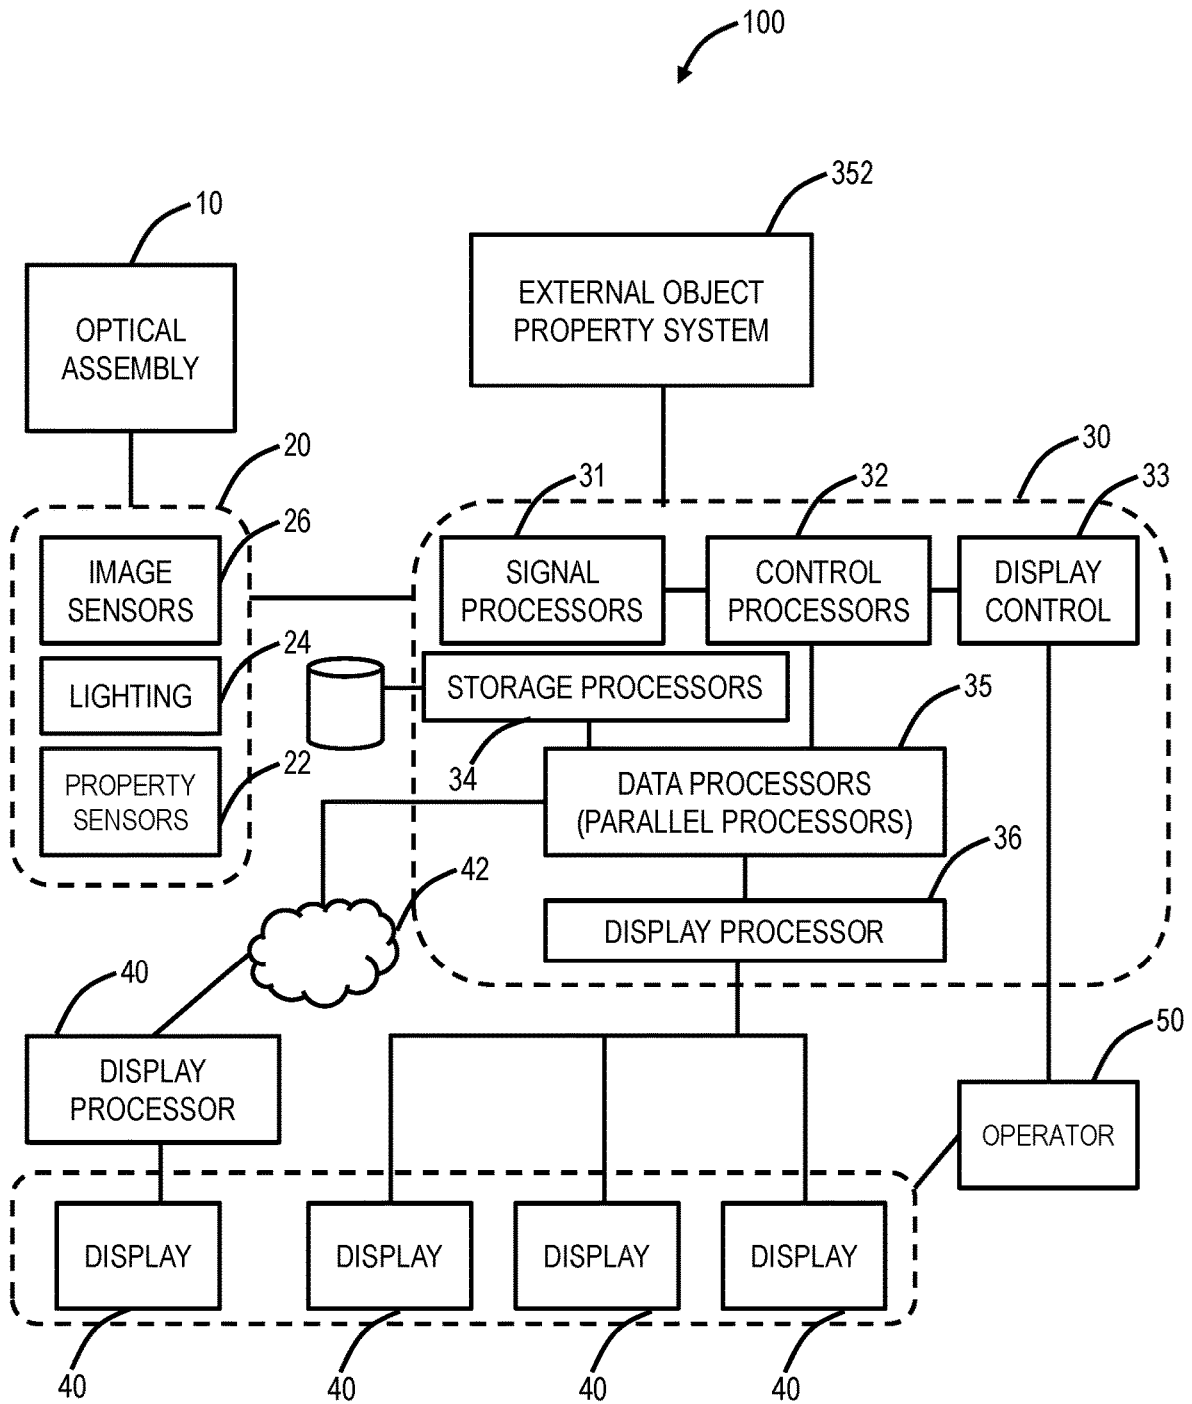 100
352
10
EXTERNAL OBJECT
PROPERTY SYSTEM
OPTICAL
ASSEMBLY
20
30
31
32
33
26
IMAGE
SENSORS
SIGNAL
PROCESSORS
CONTROL
PROCESSORS
DISPLAY
CONTROL
24
LIGHTING
STORAGE PROCESSORS
35
34
22
PROPERTY
SENSORS
DATA PROCESSORS
(PARALLEL PROCESSORS)
36
42
DISPLAY PROCESSOR
40
50
DISPLAY
PROCESSOR
OPERATOR
DISPLAY
DISPLAY
DISPLAY
DISPLAY
40
40
40
40